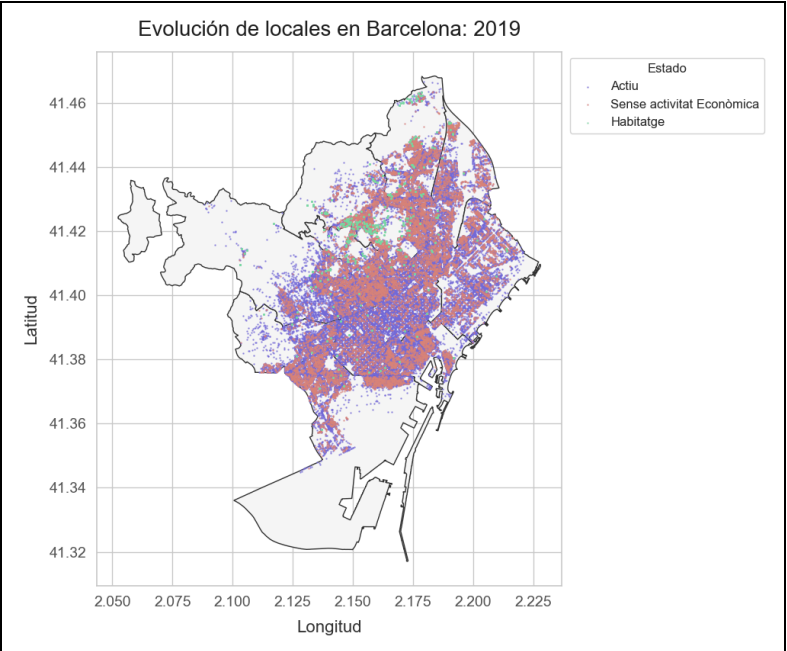 Evolución de locales en Barcelona: 2019
Estado
Actiu
Sense activitat Econòmica
Habitatge
41.46
41.44
41.42
41.40
41.38
41.36
41.34
41.32
Latitud
2.050 2.075 2.100 2.125 2.150 2.175 2.200 2.225
Longitud